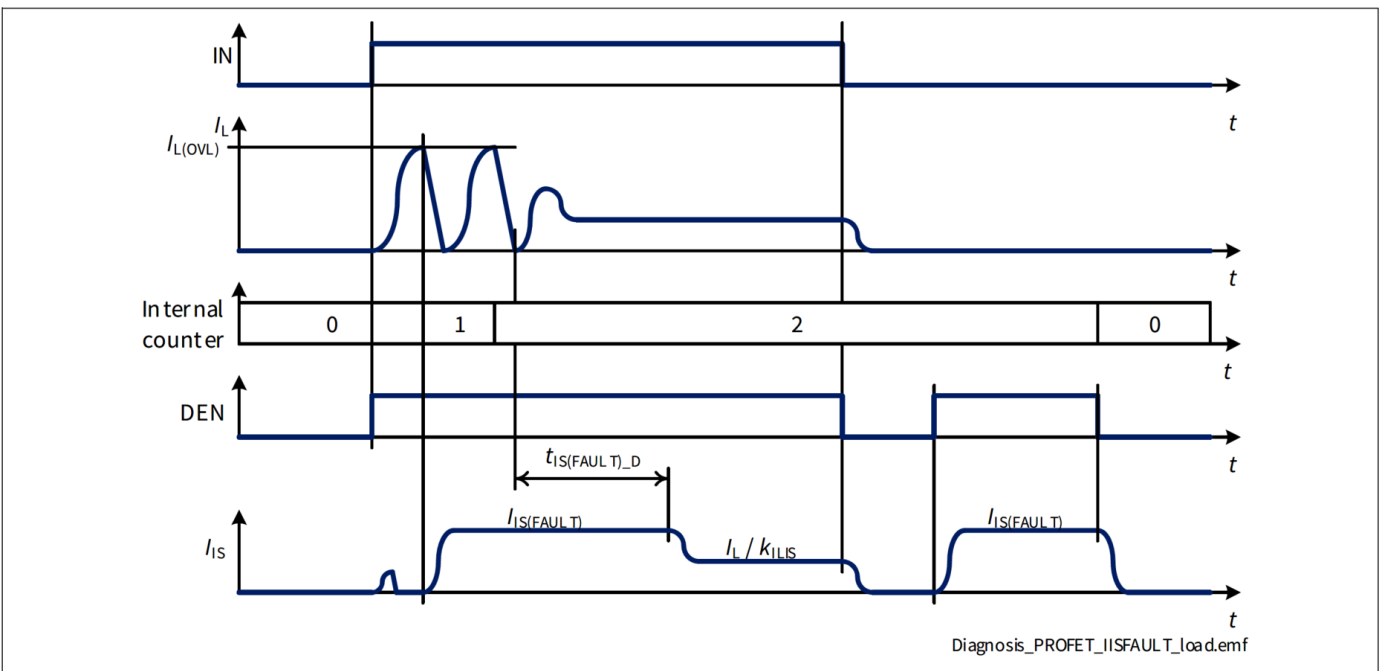 IN
t
IL
IL(OVL)
t
Internal
counter
0 1 2 0
t
DEN
t
tIS(FAULT)_D
IIS(FAULT) IIS(FAULT)
IIS
IL / kILIS
t
Diagnosis_PROFET_IISFAULT_load.emf